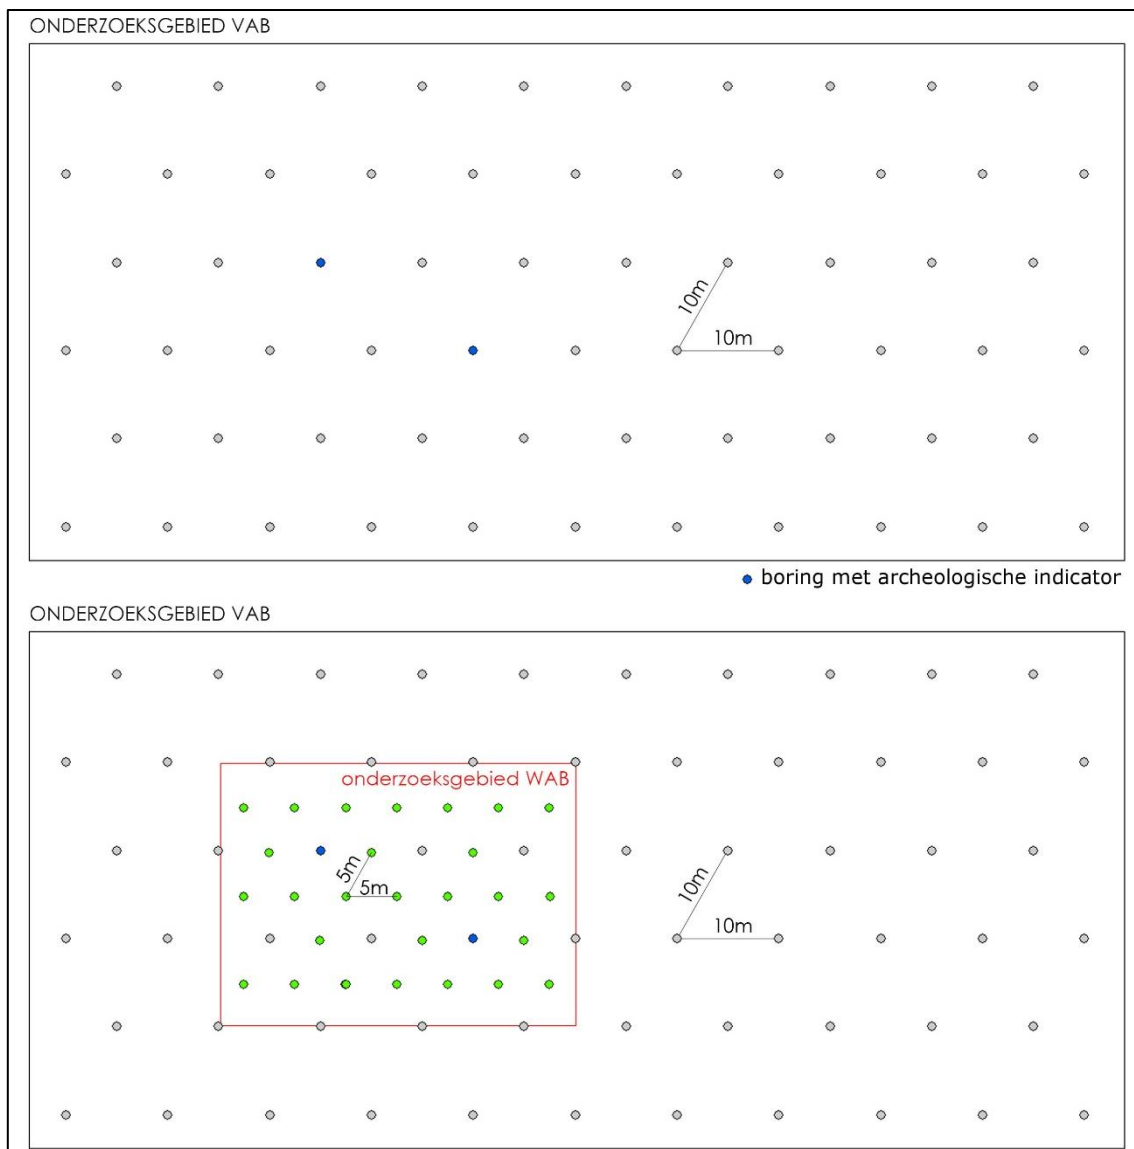 ONDERZOEKSGEBIED VAB
10m
10m
boring met archeologische indicator
ONDERZOEKSGEBIED VAB
onderzoeksgebied WAB
5m
5m
10m
10m